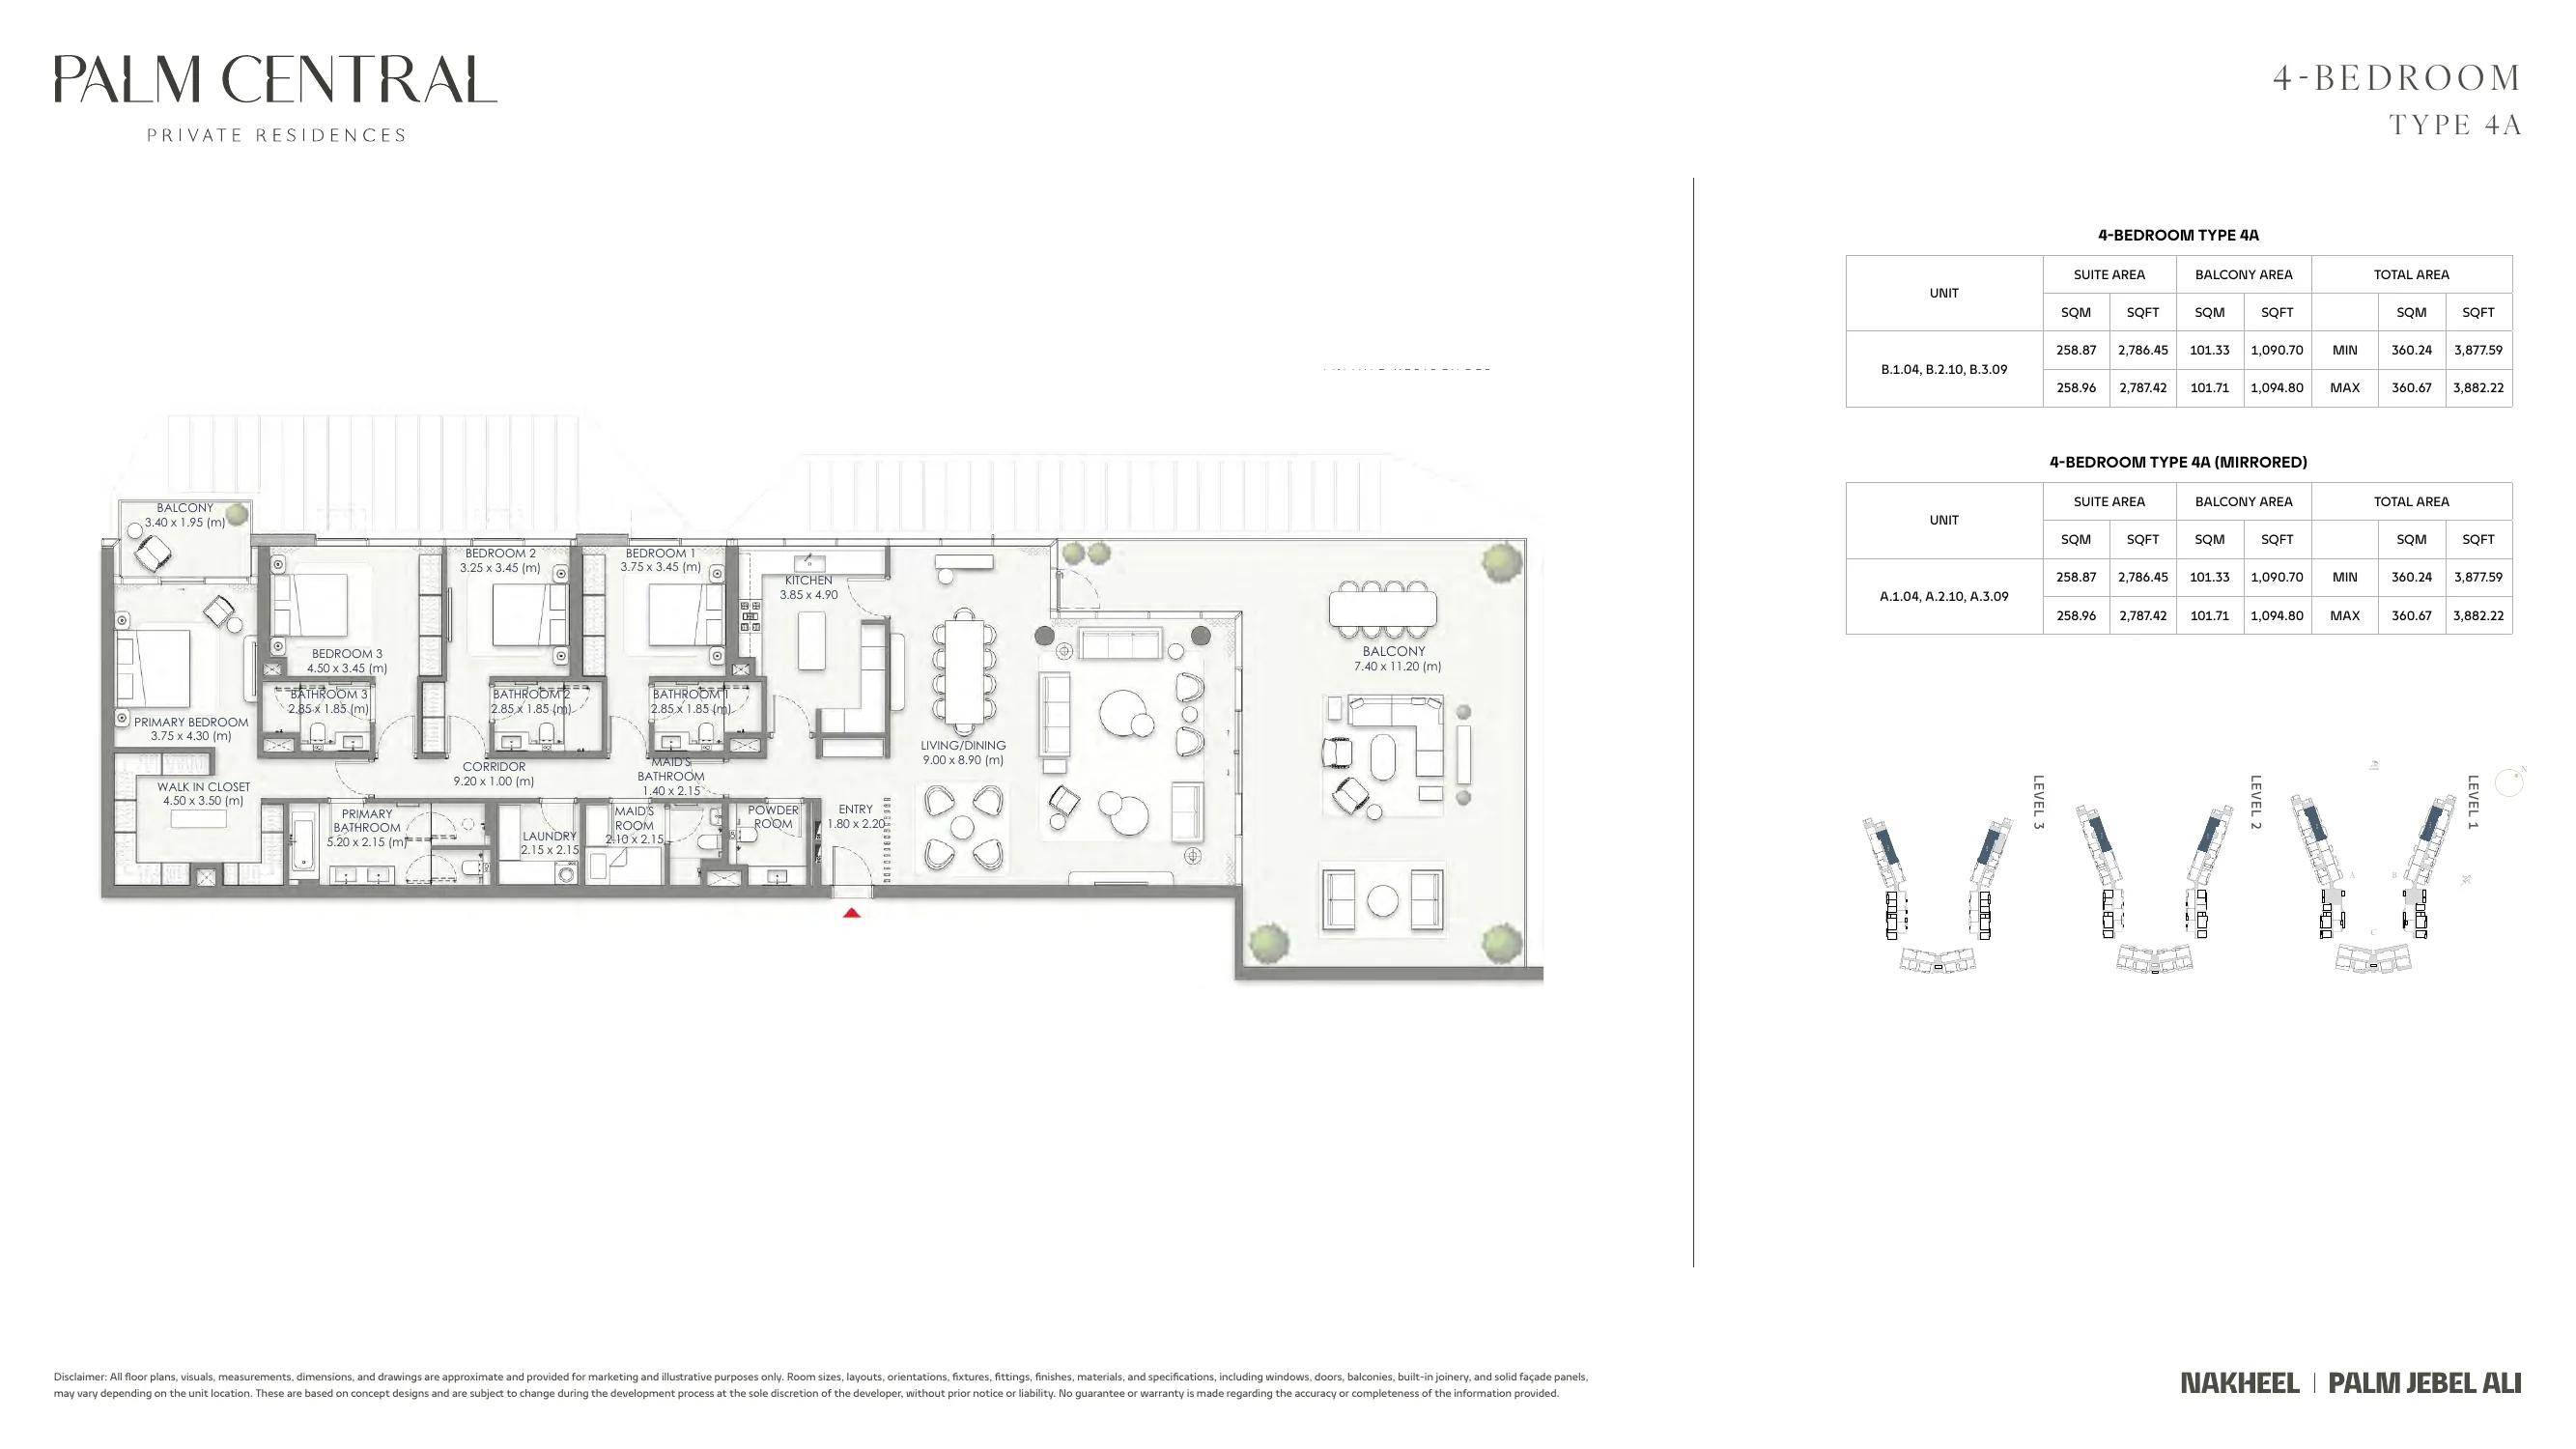 PALM CENTRAL
PRIVATE RESIDENCES
4-BEDROOM
TYPE 4A
BALCONY
3.40 x 1.95 (m)
BEDROOM 2
3.25 x 3.45 (m)
BEDROOM 1
3.75 x 3.45 (m)
KITCHEN
3.85 x 4.90
BEDROOM 3
4.50 x 3.45 (m)
BALCONY
7.40 x 11.20 (m)
BATHROOM 3
2.85 x 1.85 (m)
BATHROOM 2
2.85 x 1.85 (m)
BATHROOM 1
2.85 x 1.85 (m)
PRIMARY BEDROOM
3.75 x 4.30 (m)
LIVING/DINING
9.00 x 8.90 (m)
CORRIDOR
9.20 x 1.00 (m)
MAID'S
BATHROOM
1.40 x 2.15
WALK IN CLOSET
4.50 x 3.50 (m)
PRIMARY
BATHROOM
5.20 x 2.15 (m)
LAUNDRY
2.15 x 2.15
MAID'S
ROOM
2.10 x 2.15
POWDER
ROOM
ENTRY
1.80 x 2.20
4-BEDROOM TYPE 4A
UNIT SUITE AREA BALCONY AREA TOTAL AREA
SQM SQFT SQM SQFT SQM SQFT
B.1.04, B.2.10, B.3.09
258.87 2,786.45 101.33 1,090.70 MIN 360.24 3,877.59
258.96 2,787.42 101.71 1,094.80 MAX 360.67 3,882.22
4-BEDROOM TYPE 4A (MIRRORED)
UNIT SUITE AREA BALCONY AREA TOTAL AREA
SQM SQFT SQM SQFT SQM SQFT
A.1.04, A.2.10, A.3.09
258.87 2,786.45 101.33 1,090.70 MIN 360.24 3,877.59
258.96 2,787.42 101.71 1,094.80 MAX 360.67 3,882.22
LEVEL 3
LEVEL 2
LEVEL 1
N
A
B
C
Disclaimer: All floor plans, visuals, measurements, dimensions, and drawings are approximate and provided for marketing and illustrative purposes only. Room sizes, layouts, orientations, fixtures, fittings, finishes, materials, and specifications, including windows, doors, balconies, built-in joinery, and solid façade panels,
may vary depending on the unit location. These are based on concept designs and are subject to change during the development process at the sole discretion of the developer, without prior notice or liability. No guarantee or warranty is made regarding the accuracy or completeness of the information provided.
NAKHEEL | PALM JEBEL ALI